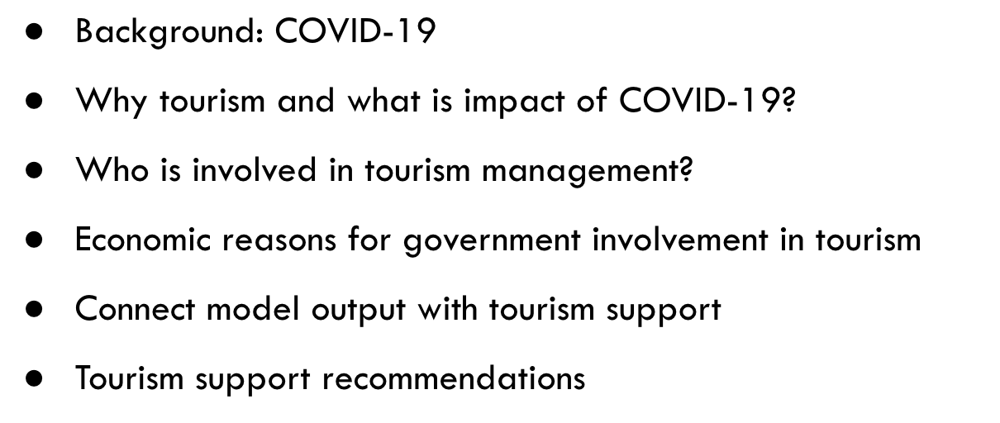 ● Background: COVID-19
● Why tourism and what is impact of COVID-19?
● Who is involved in tourism management?
● Economic reasons for government involvement in tourism
● Connect model output with tourism support
● Tourism support recommendations